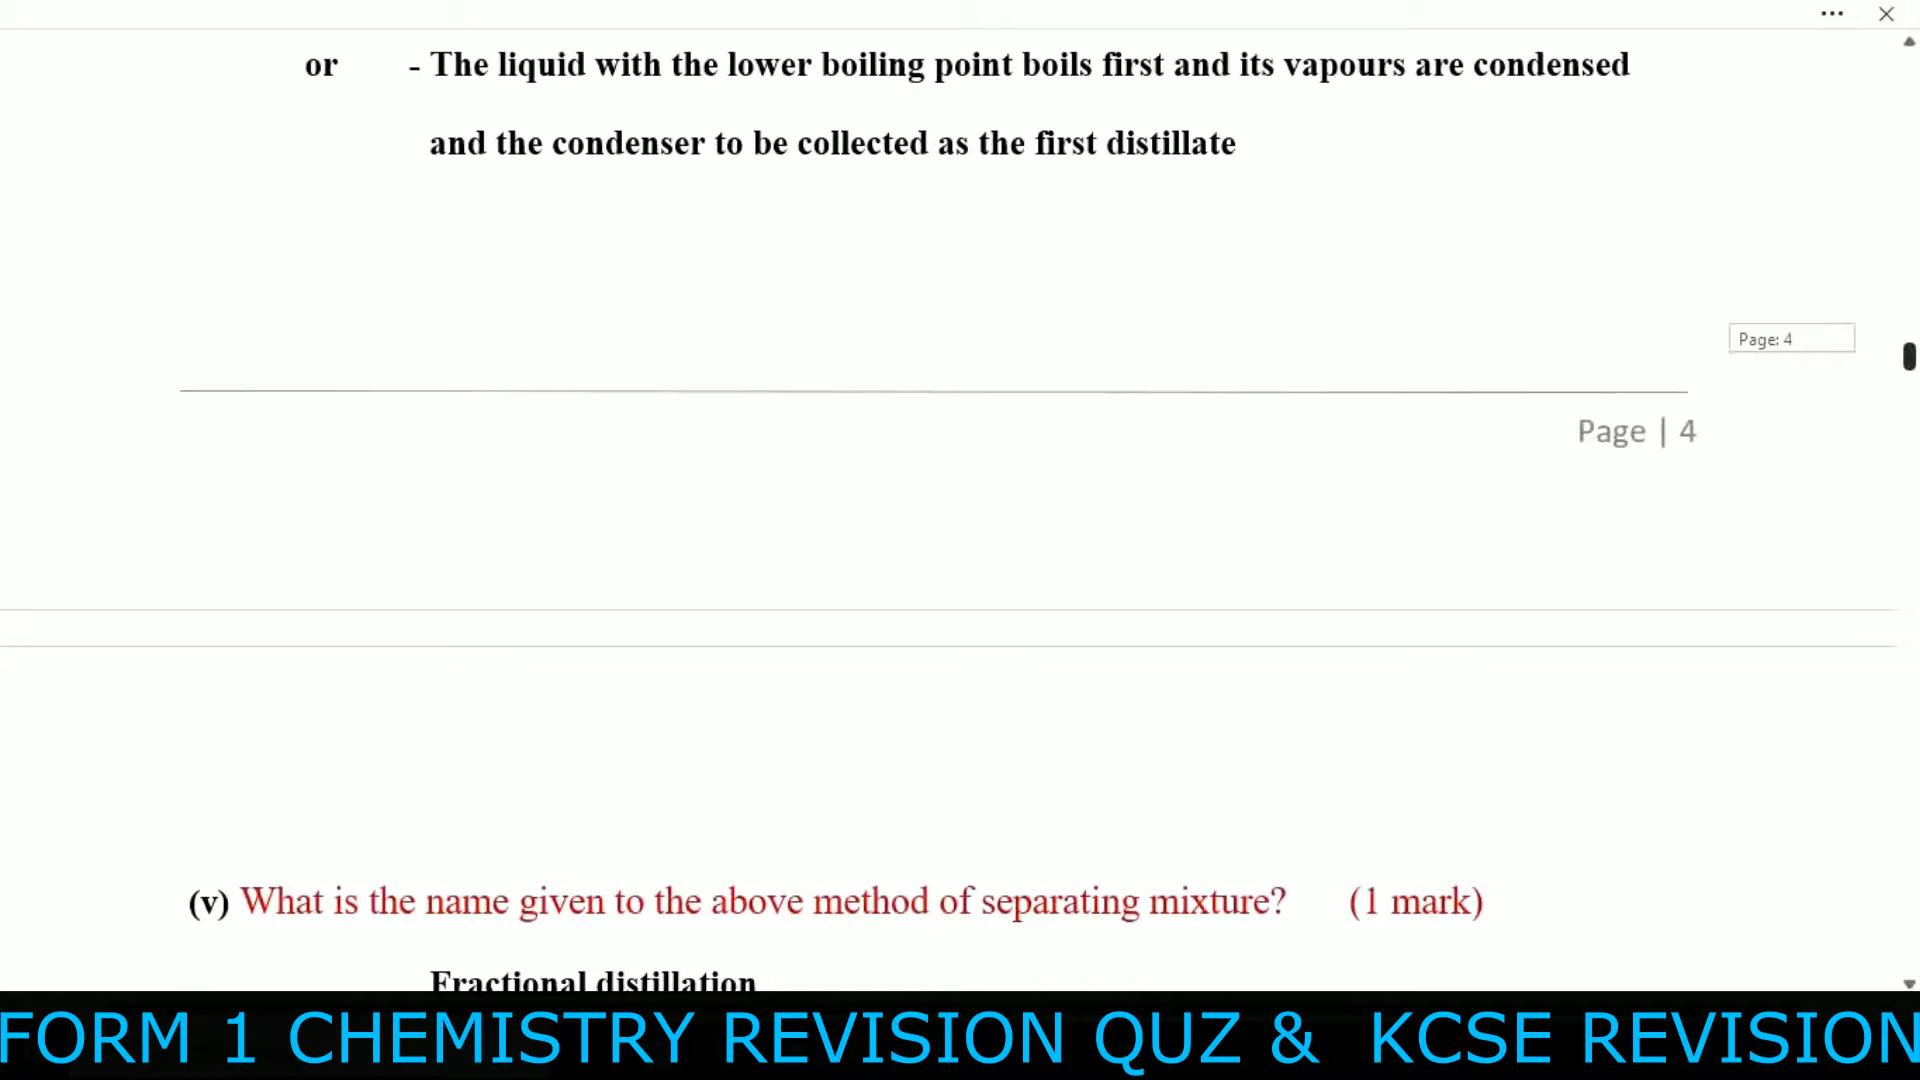 or - The liquid with the lower boiling point boils first and its vapours are condensed
and the condenser to be collected as the first distillate
Page: 4
Page | 4
(v) What is the name given to the above method of separating mixture? (1 mark)
Fractional distillation
FORM 1 CHEMISTRY REVISION QUZ & KCSE REVISION